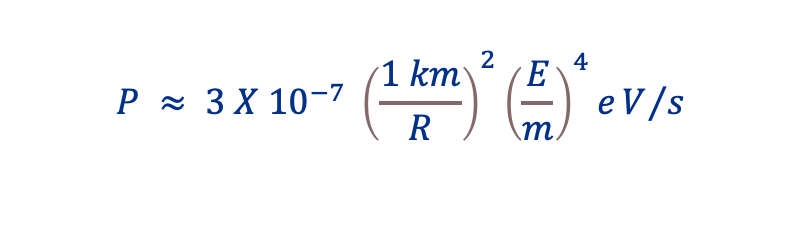 P ≈ 3 X 10⁻⁷ (1 km / R)² (E / m)⁴ eV/s